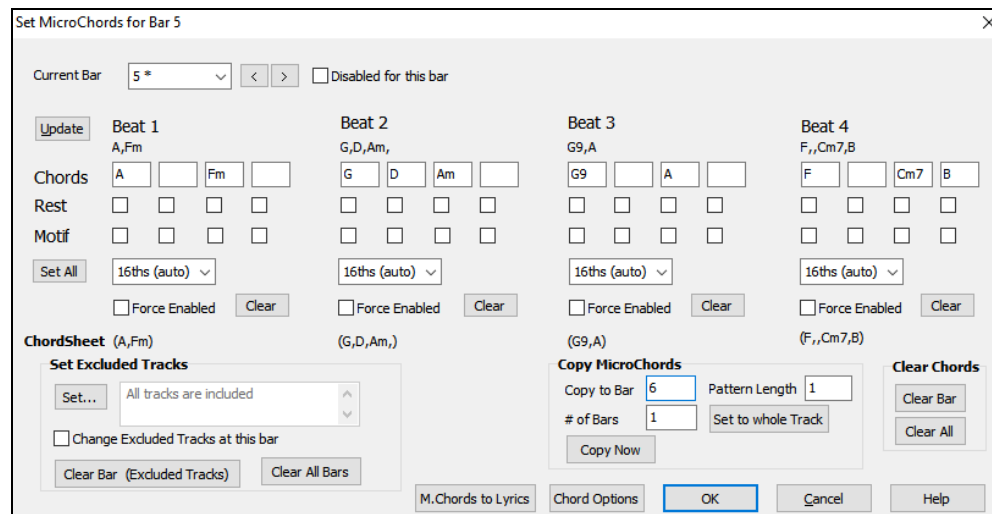 Set MicroChords for Bar 5
Current Bar 5 * < > Disabled for this bar
Update Beat 1 Beat 2 Beat 3 Beat 4
A,Fm G,D,Am, G9,A F,,Cm7,B
Chords A Fm G D Am G9 A F Cm7 B
Rest
Motif
Set All 16ths (auto) 16ths (auto) 16ths (auto) 16ths (auto)
Force Enabled Clear Force Enabled Clear Force Enabled Clear Force Enabled Clear
ChordSheet (A,Fm) (G,D,Am,) (G9,A) (F,,Cm7,B)
Set Excluded Tracks Copy MicroChords Clear Chords
Set... All tracks are included Copy to Bar 6 Pattern Length 1 Clear Bar
# of Bars 1 Set to whole Track Clear All
Change Excluded Tracks at this bar
Copy Now
Clear Bar (Excluded Tracks) Clear All Bars
M.Chords to Lyrics Chord Options OK Cancel Help